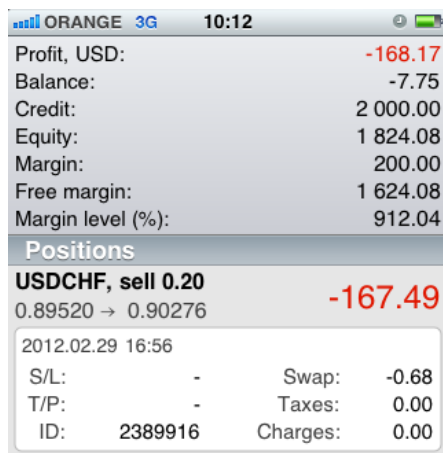 ORANGE 3G 10:12
Profit, USD: -168.17
Balance: -7.75
Credit: 2 000.00
Equity: 1 824.08
Margin: 200.00
Free margin: 1 624.08
Margin level (%): 912.04
Positions
USDCHF, sell 0.20
-167.49
0.89520 → 0.90276
2012.02.29 16:56
S/L: - Swap: -0.68
T/P: - Taxes: 0.00
ID: 2389916 Charges: 0.00